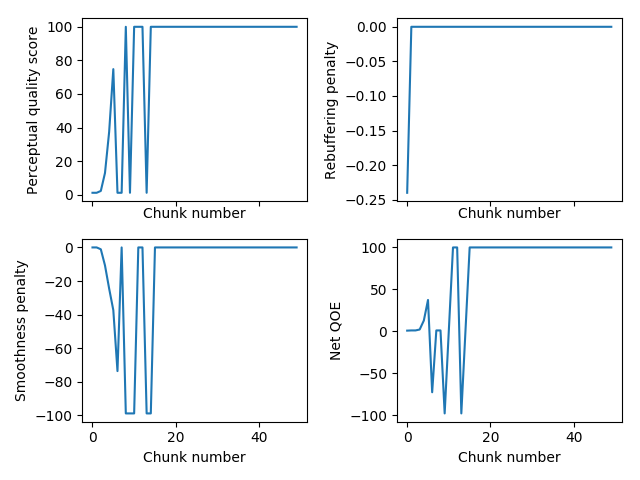 Perceptual quality score
100
80
60
40
20
0
Chunk number
Rebuffering penalty
0.00
−0.05
−0.10
−0.15
−0.20
−0.25
Chunk number
Smoothness penalty
0
−20
−40
−60
−80
−100
0 20 40
Chunk number
Net QOE
100
50
0
−50
−100
0 20 40
Chunk number